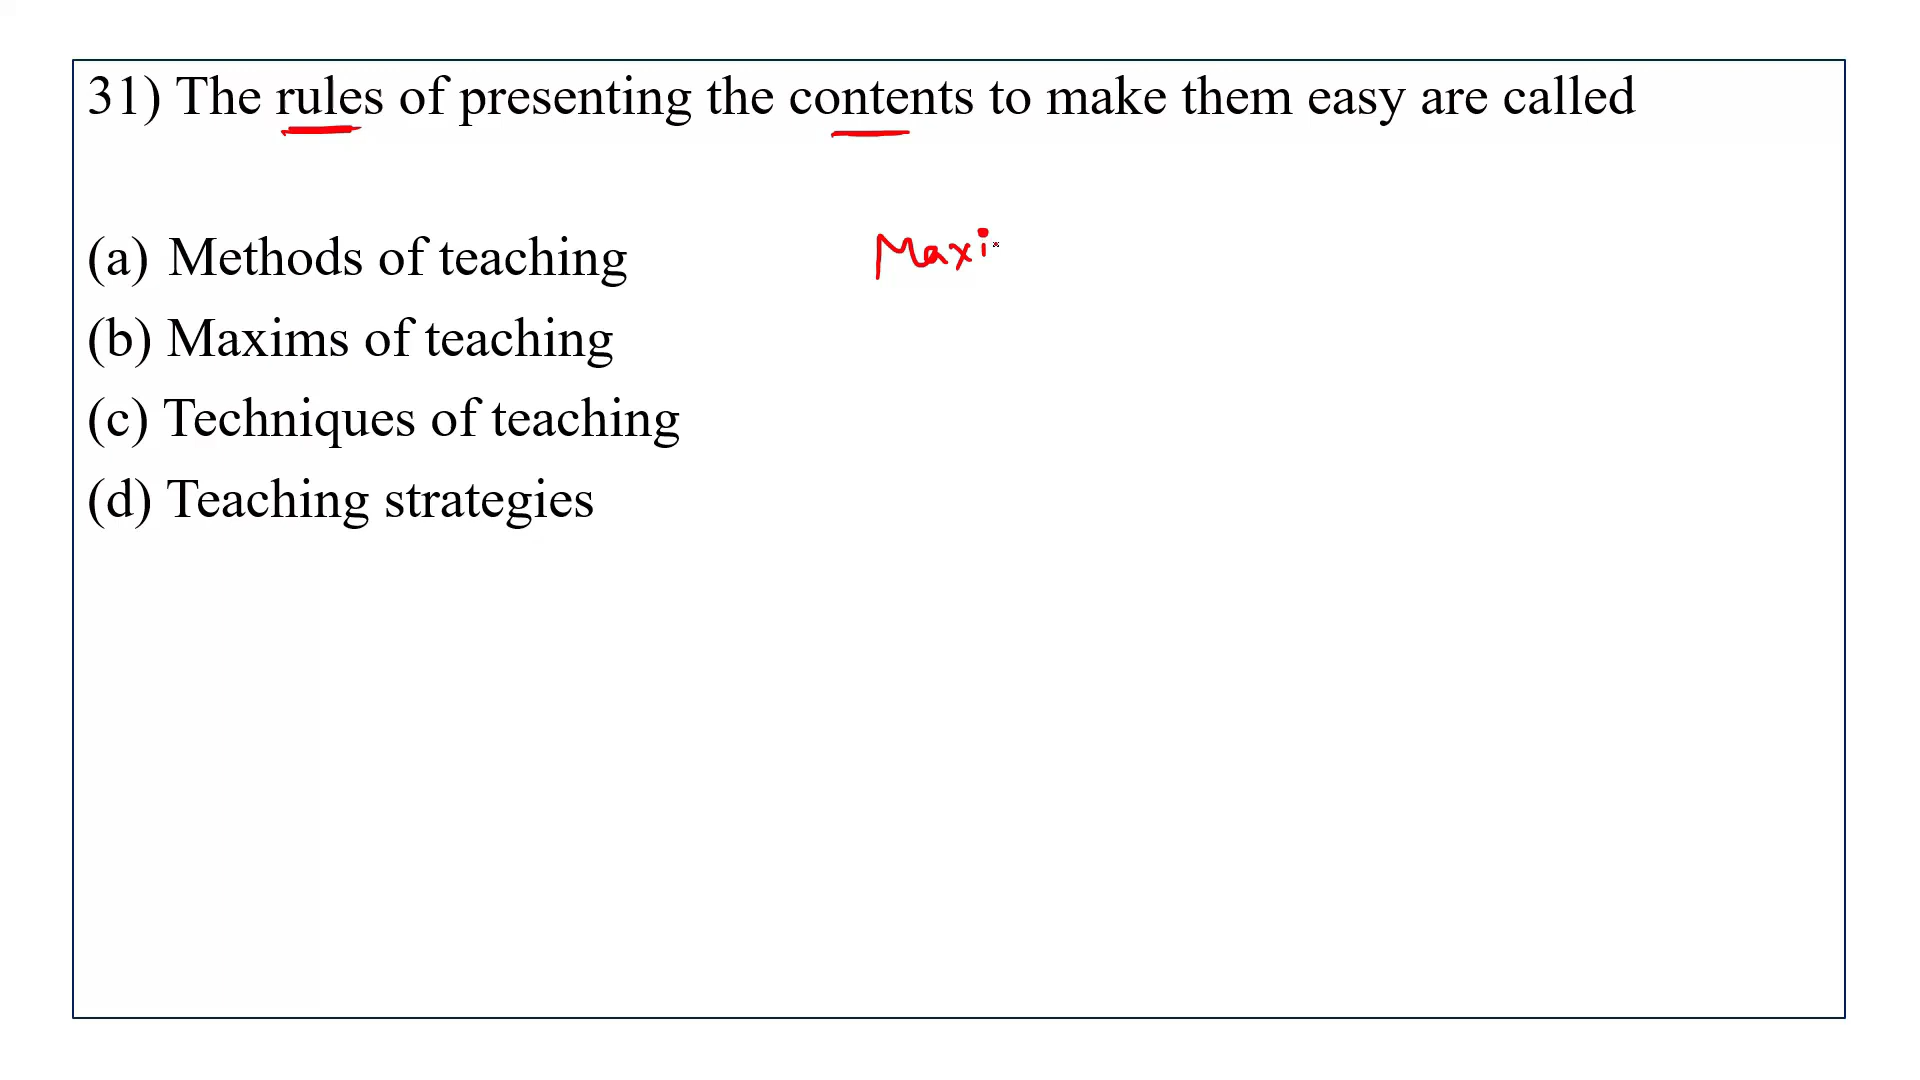 31) The rules of presenting the contents to make them easy are called
(a) Methods of teaching
Maxi
(b) Maxims of teaching
(c) Techniques of teaching
(d) Teaching strategies